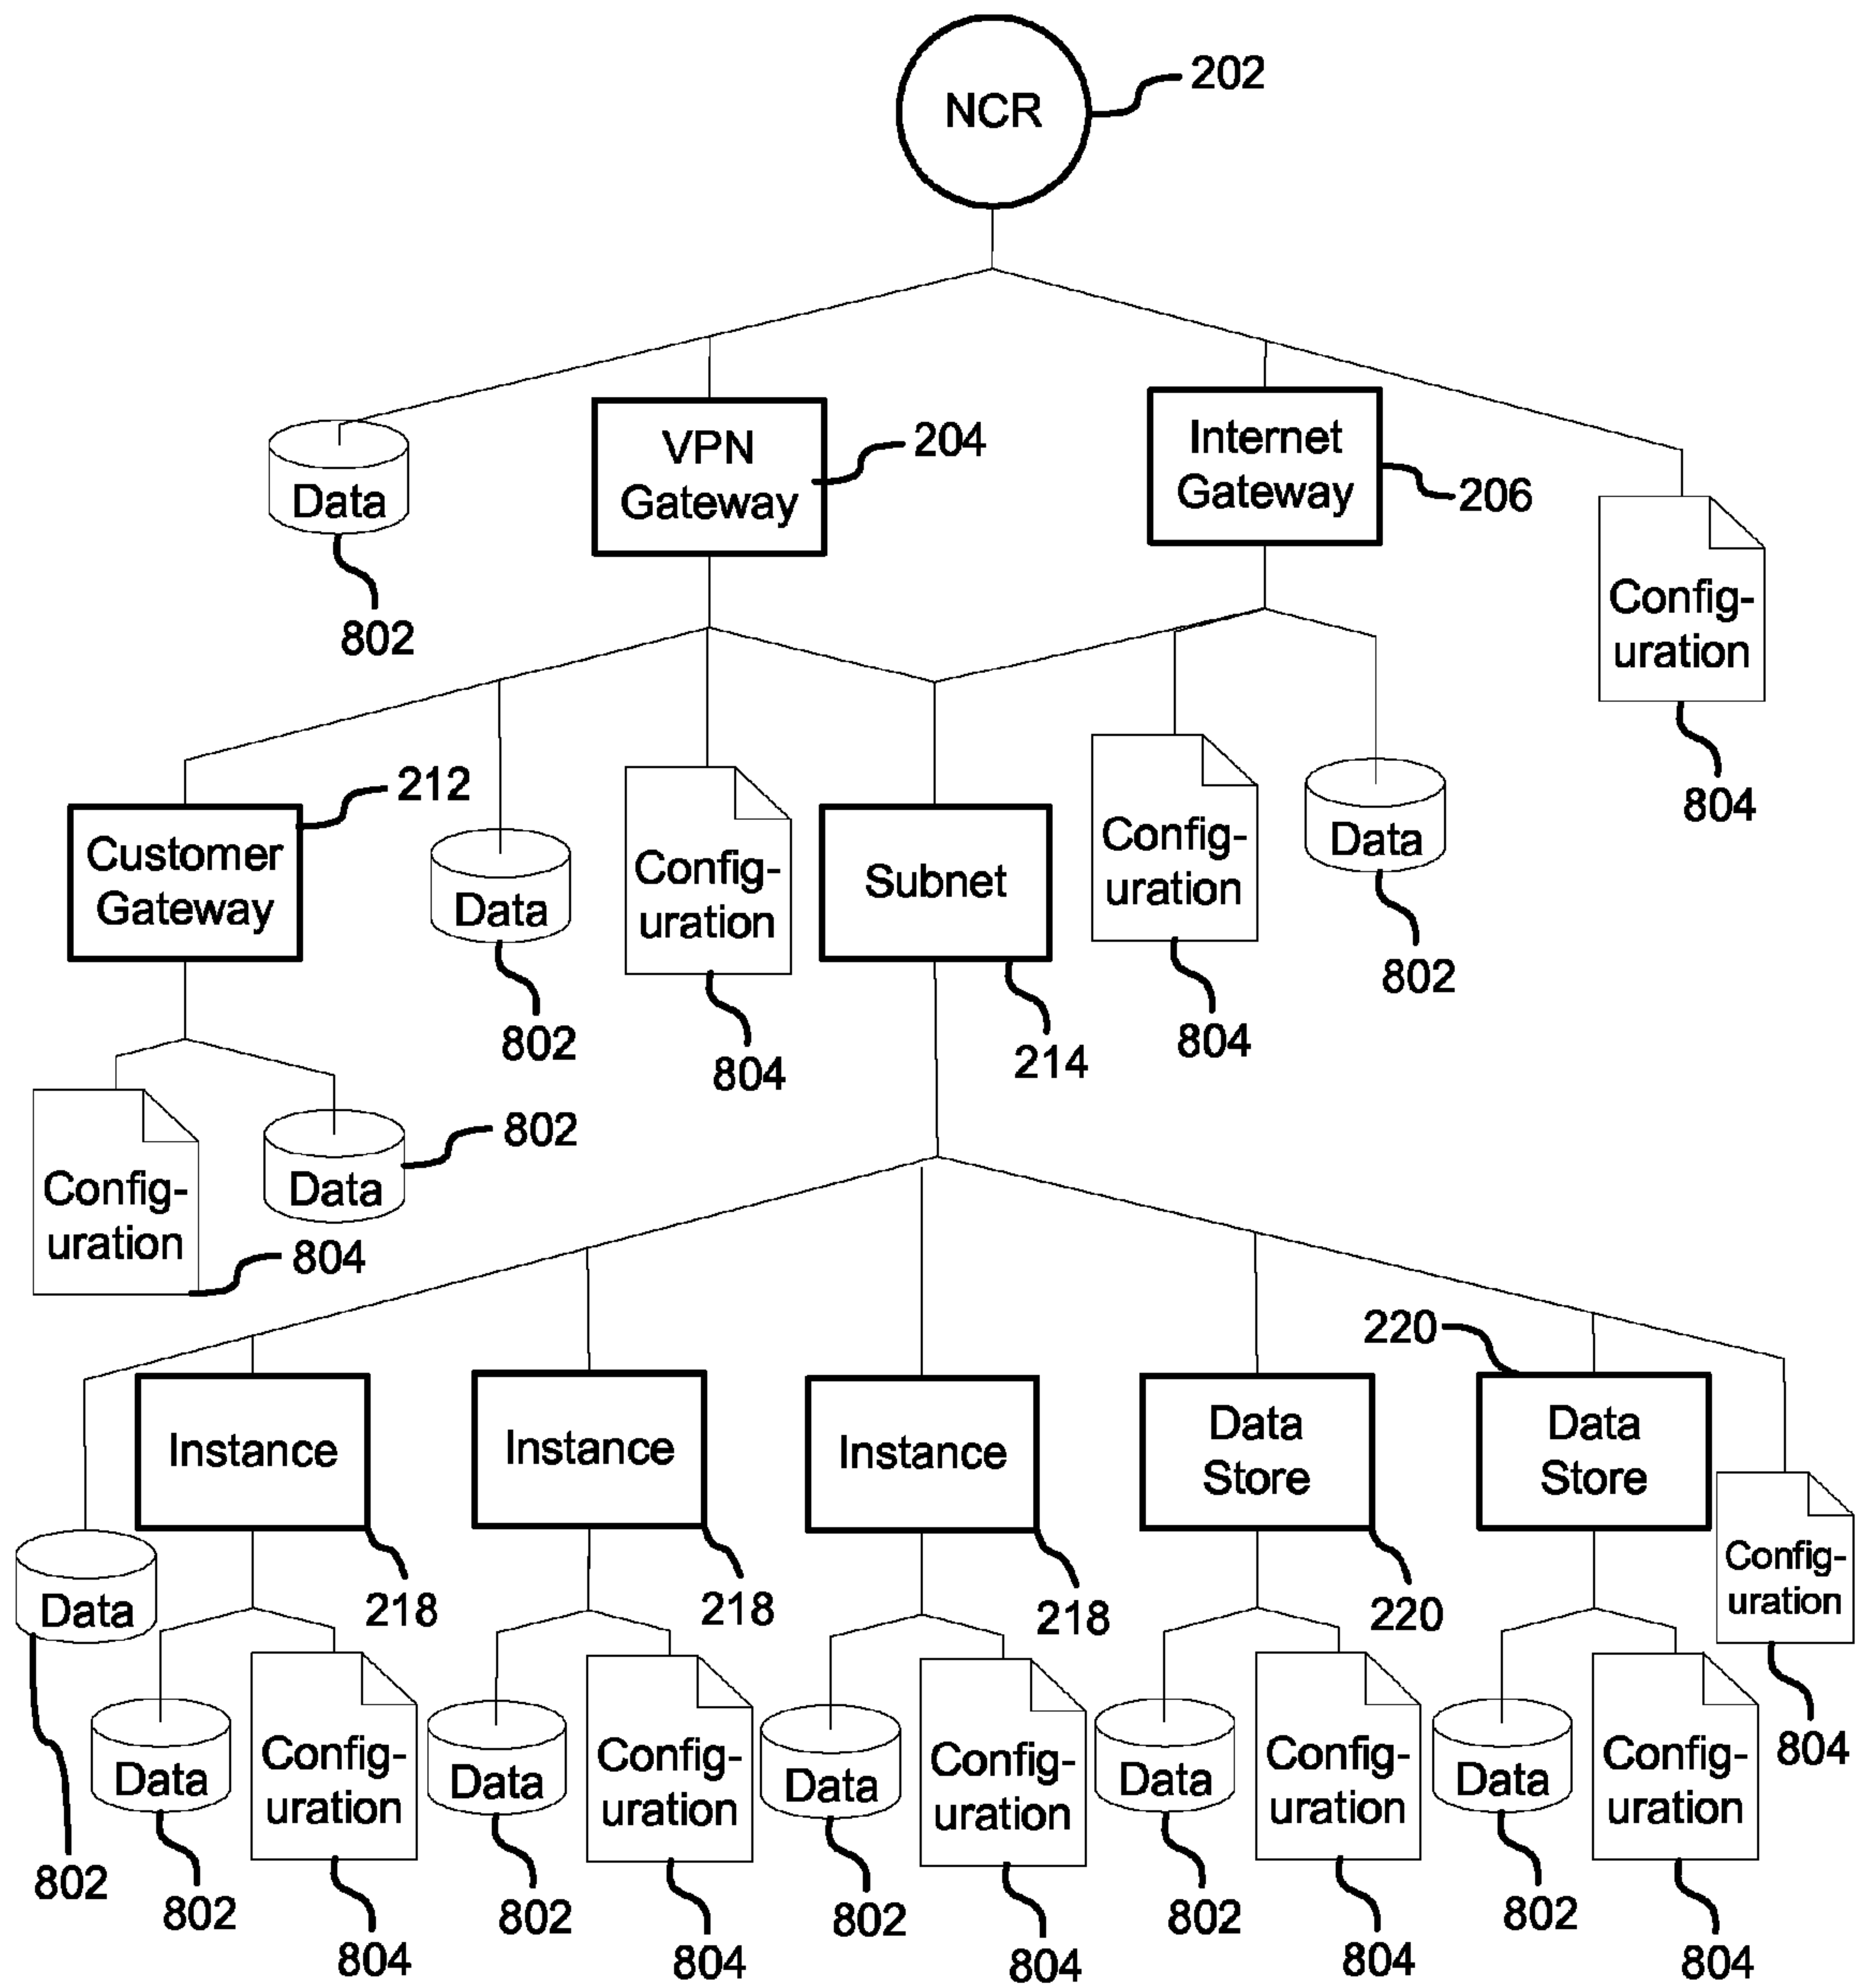 NCR
202
VPN
Gateway
204
Internet
Gateway
206
Data
802
Config-
uration
804
212
Customer
Gateway
Data
802
Config-
uration
804
Subnet
214
Config-
uration
804
Data
802
Config-
uration
804
Data
802
220
Instance
218
Instance
218
Instance
218
Data
Store
220
Data
Store
Config-
uration
804
Data
802
Data
802
Config-
uration
804
Data
802
Config-
uration
804
Data
802
Config-
uration
804
Data
802
Config-
uration
804
Data
802
Config-
uration
804